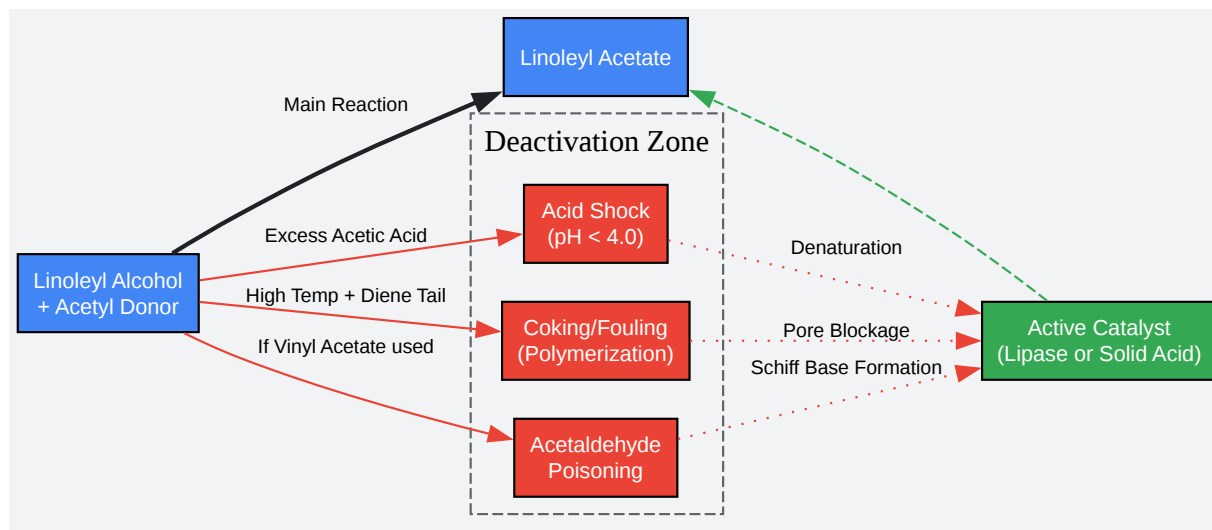 Linoleyl Acetate
Main Reaction
Deactivation Zone
Acid Shock
(pH < 4.0)
Excess Acetic Acid
Denaturation
Linoleyl Alcohol
+ Acetyl Donor
High Temp + Diene Tail
Coking/Fouling
(Polymerization)
Pore Blockage
Active Catalyst
(Lipase or Solid Acid)
If Vinyl Acetate used
Schiff Base Formation
Acetaldehyde
Poisoning